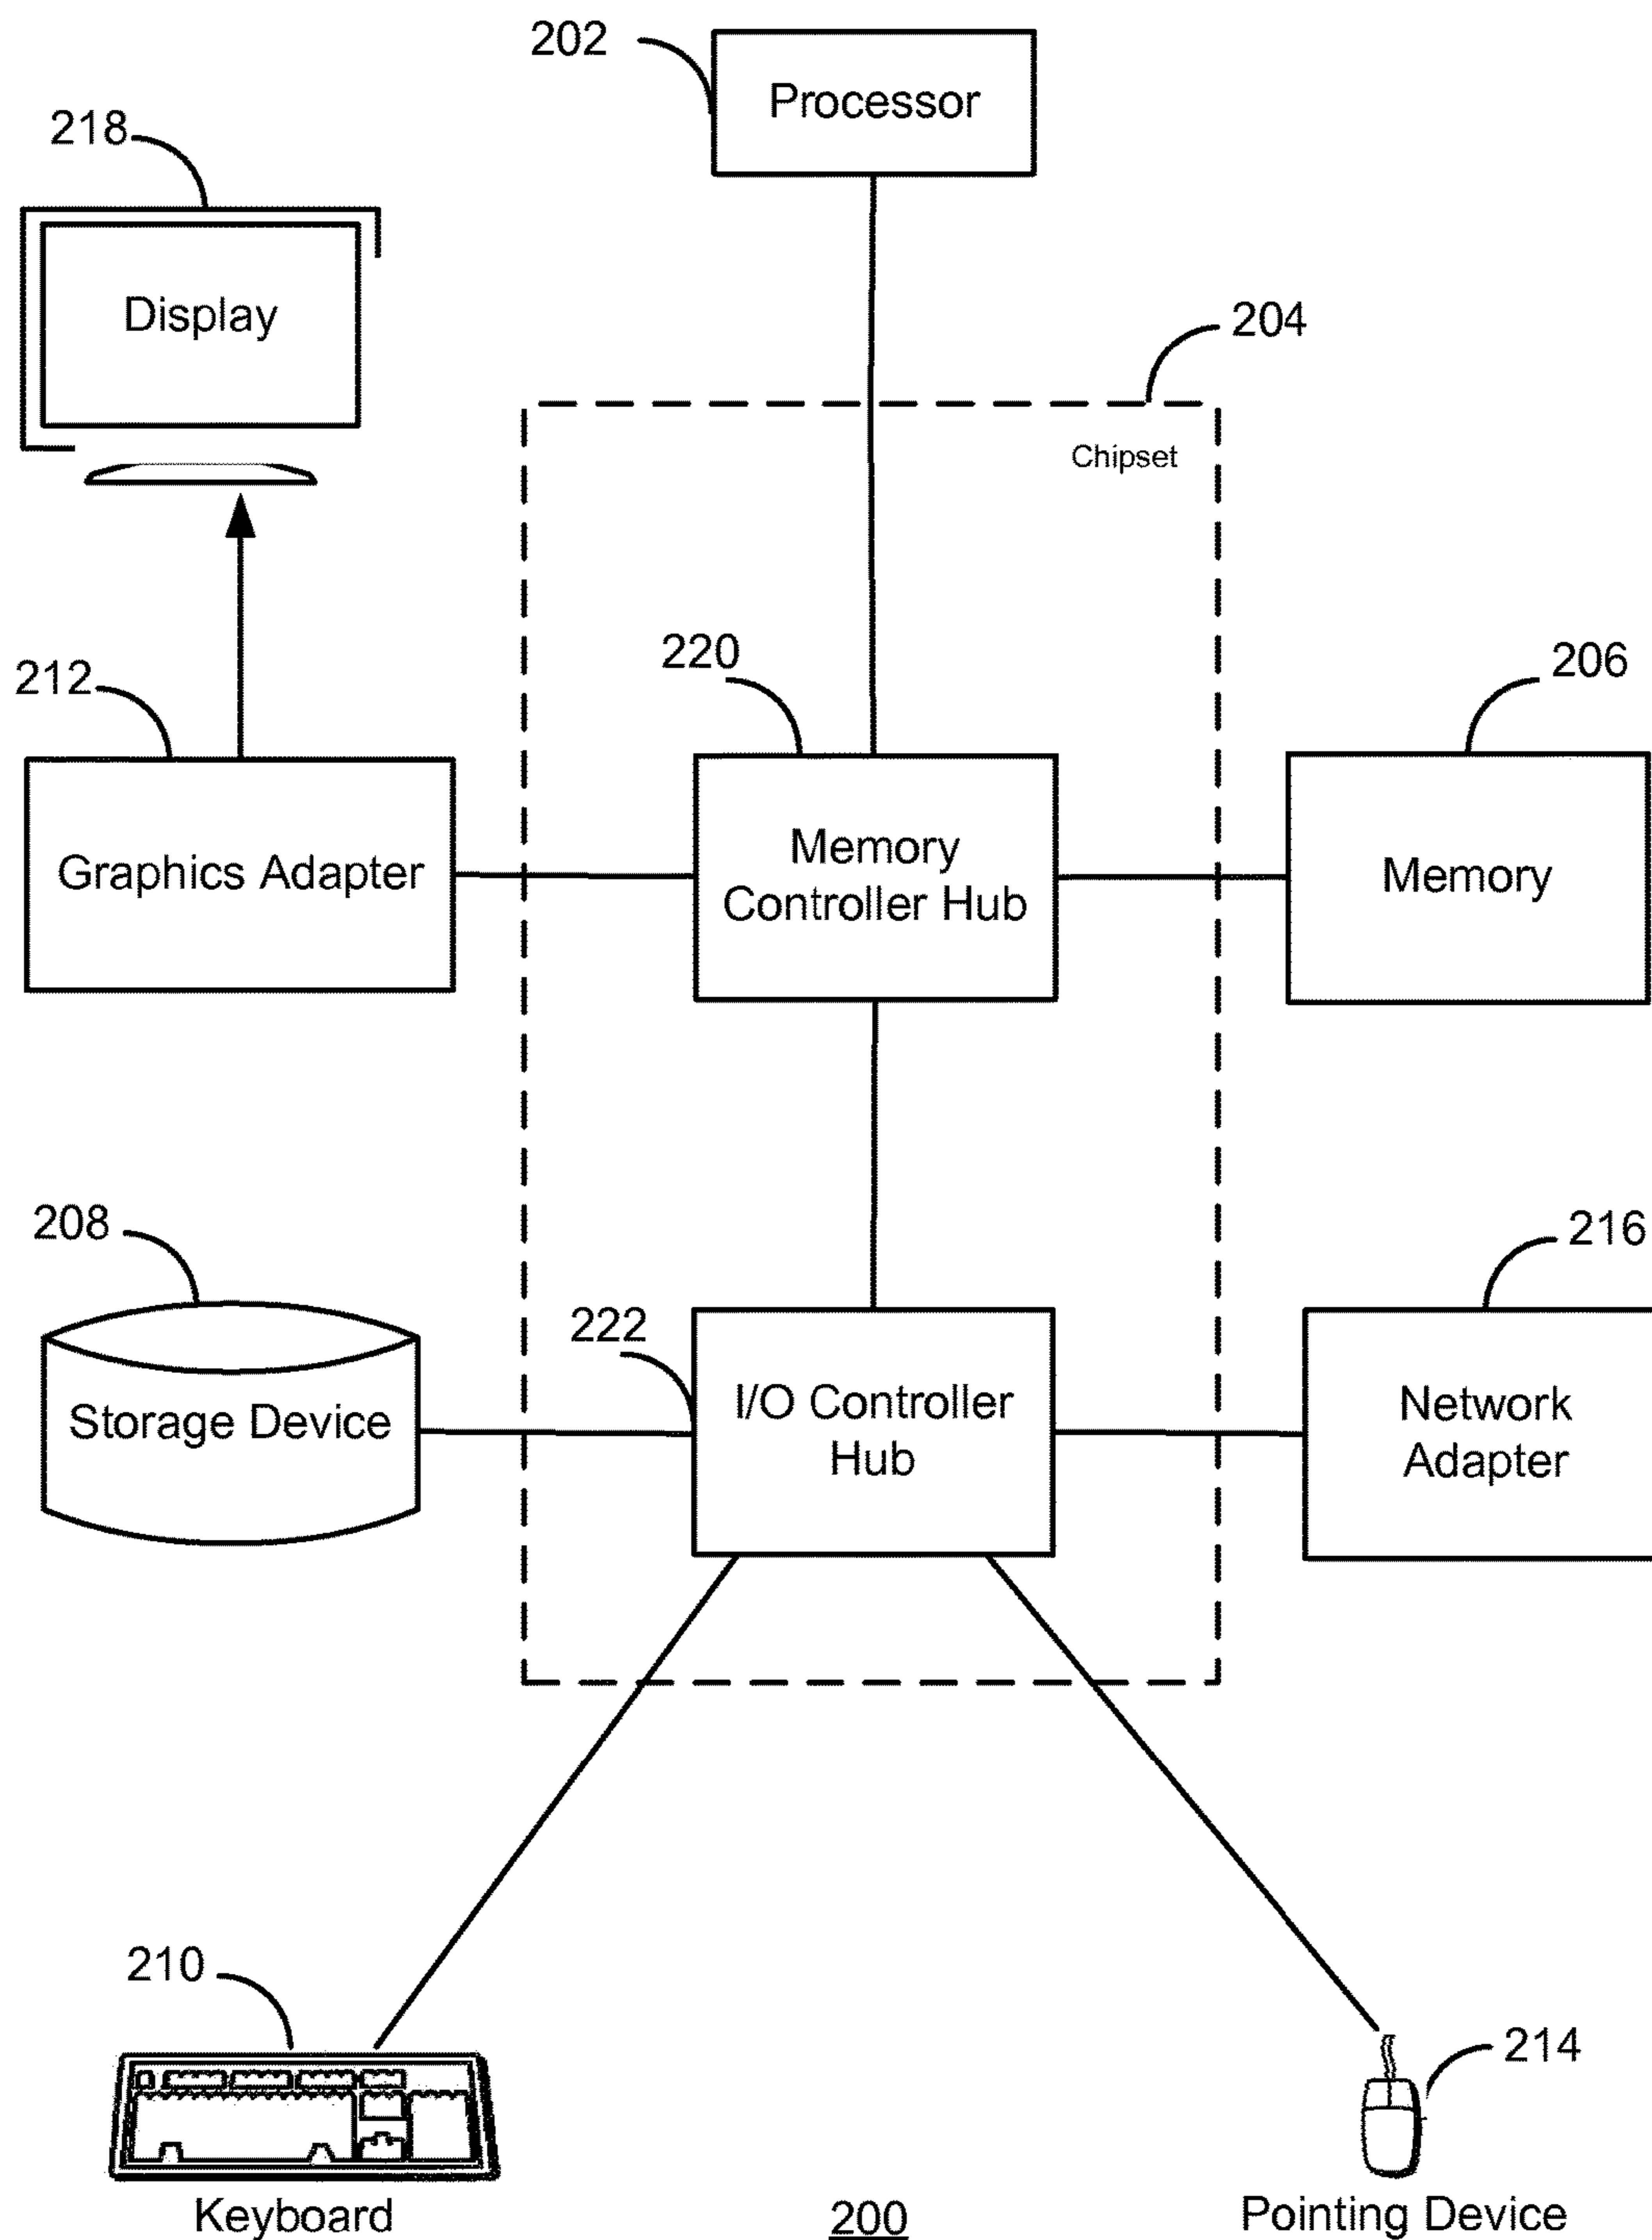 202
Processor
218
Display
204
Chipset
220
212
206
Graphics Adapter
Memory
Controller Hub
Memory
208
216
222
Storage Device
I/O Controller
Hub
Network
Adapter
210
214
Keyboard
200
Pointing Device